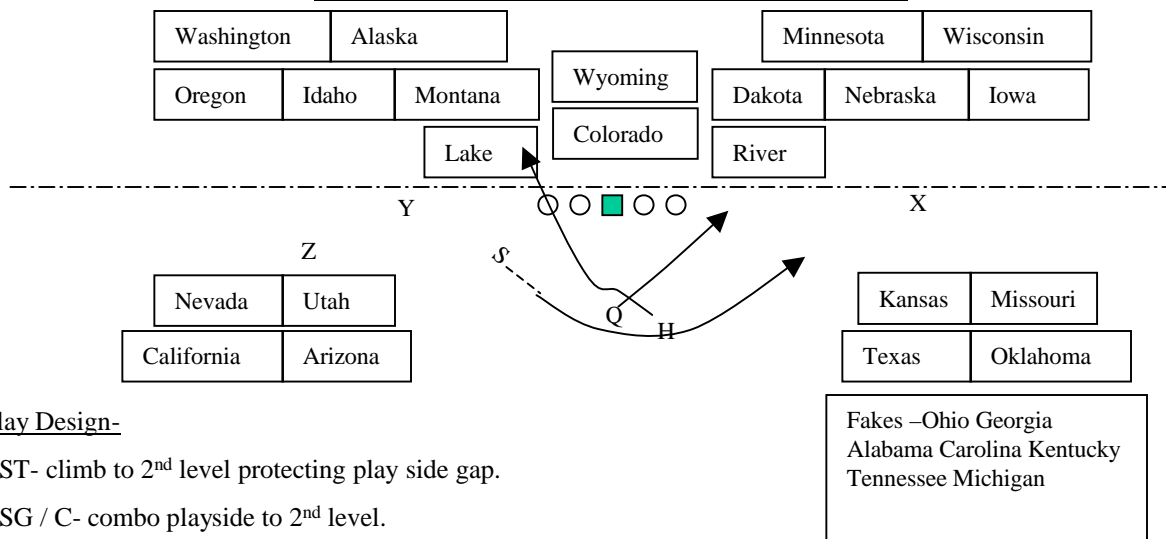 Washington Alaska Minnesota Wisconsin
Wyoming
Oregon Idaho Montana Dakota Nebraska Iowa
Colorado
Lake River
Y X
S Z
Nevada Utah Kansas Missouri
Q H
California Arizona Texas Oklahoma
lay Design-
ST- climb to 2nd level protecting play side gap.
SG / C- combo playside to 2nd level.
Fakes –Ohio Georgia
Alabama Carolina Kentucky
Tennessee Michigan